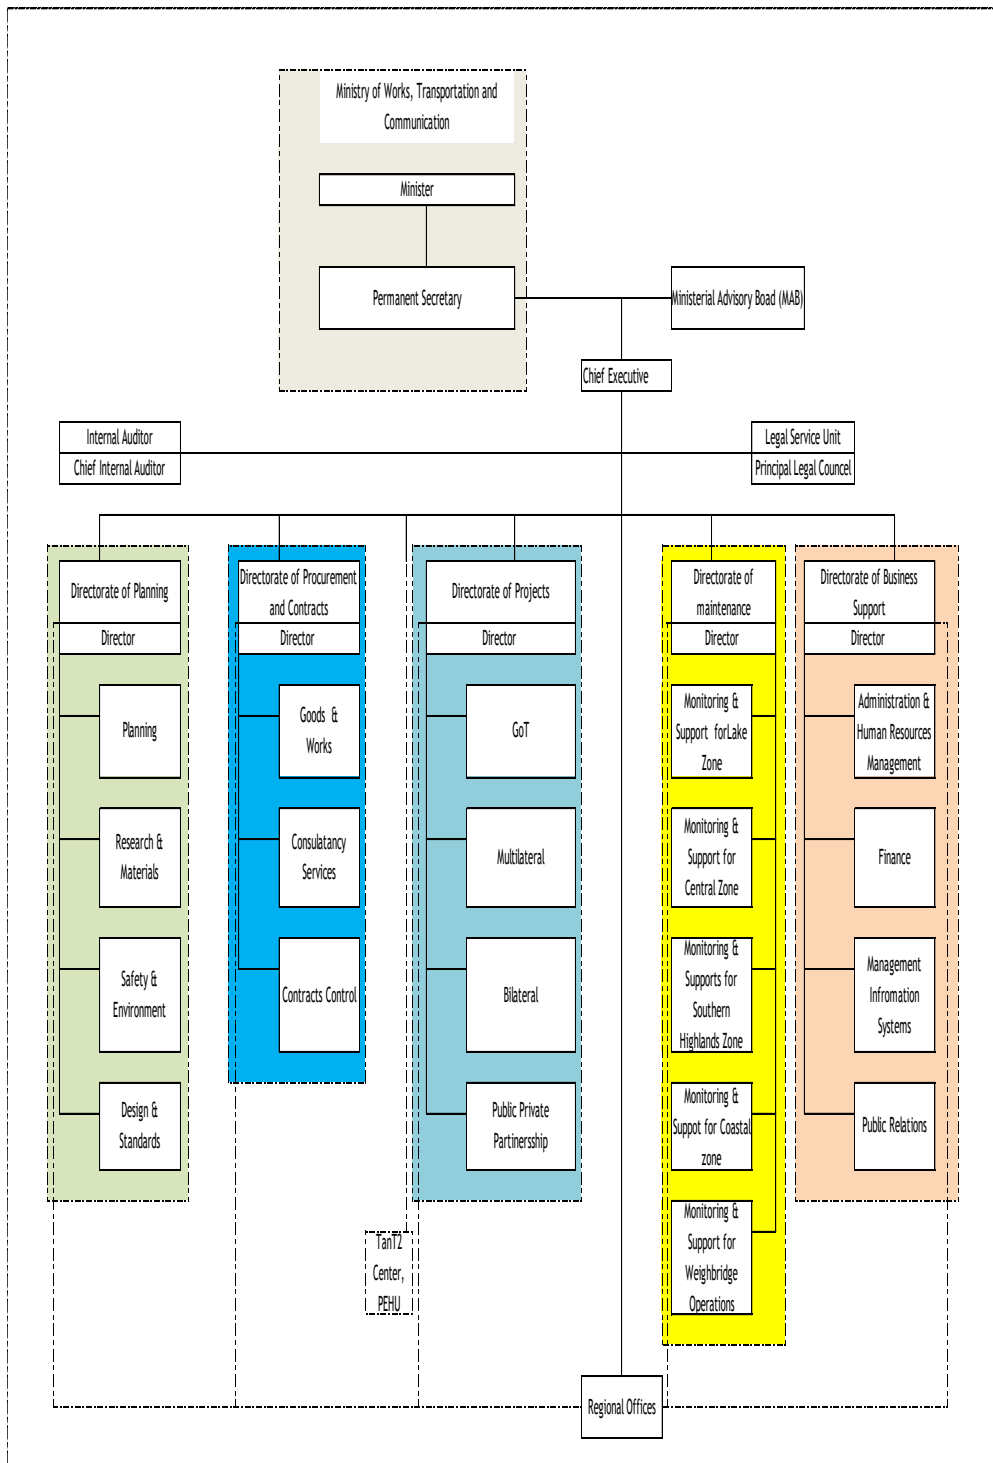 Ministry of Works, Transportation and
Communication
Minister
Permanent Secretary
Ministerial Advisory Boad (MAB)
Chief Executive
Internal Auditor
Chief Internal Auditor
Legal Service Unit
Principal Legal Councel
Directorate of Planning
Director
Planning
Research &
Materials
Safety &
Environment
Design &
Standards
Directorate of Procurement
and Contracts
Director
Goods &
Works
Consulatancy
Services
Contracts Control
TanT2
Center,
PEHU
Directorate of Projects
Director
GoT
Multilateral
Bilateral
Public Private
Partinersship
Directorate of
maintenance
Director
Monitoring &
Support forLake
Zone
Monitoring &
Support for
Central Zone
Monitoring &
Supports for
Southern
Highlands Zone
Monitoring &
Suppot for Coastal
zone
Monitoring &
Support for
Weighbridge
Operations
Directorate of Business
Support
Director
Administration &
Human Resources
Management
Finance
Management
Infromation
Systems
Public Relations
Regional Offices